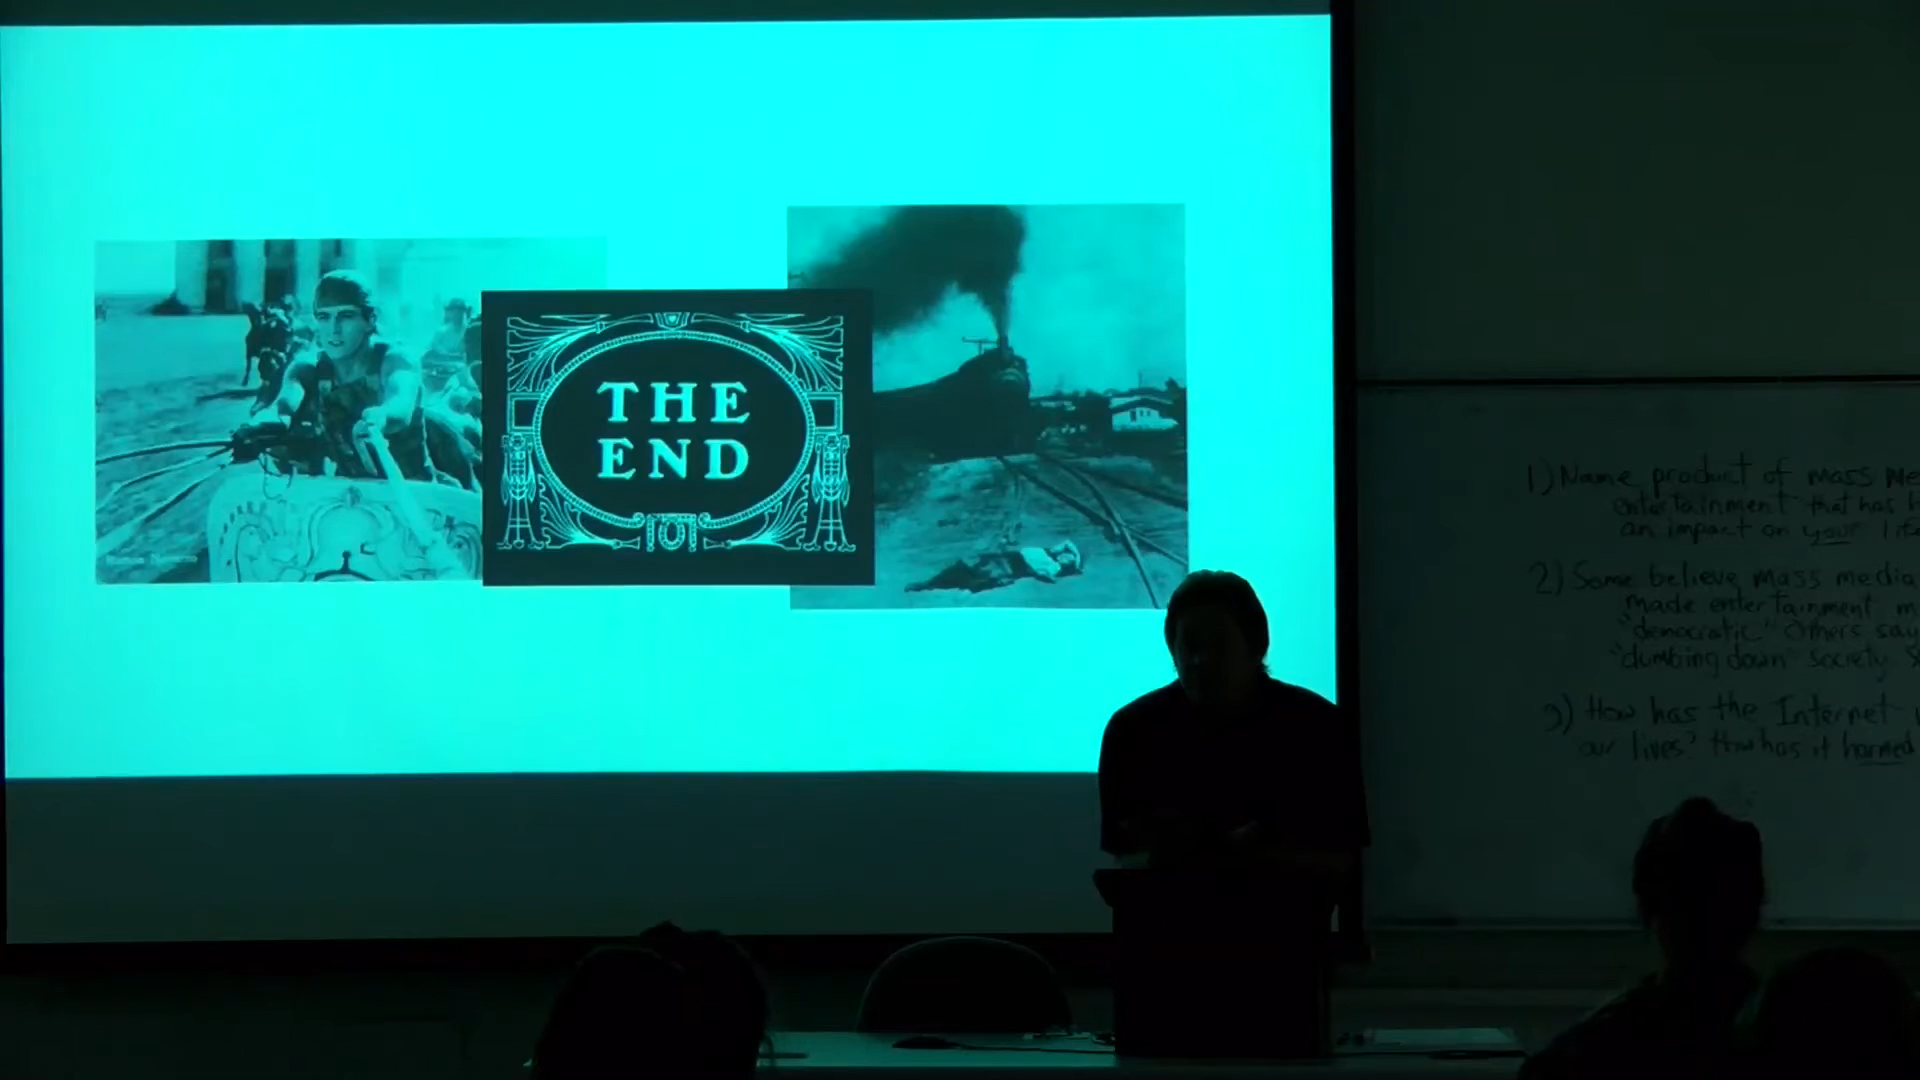 THE
END
1) Name product of mass me
entertainment that has h
an impact on your life
2) Some believe mass media
made entertainment m
"democratic" Others say
"dumbing down" society. S
3) How has the Internet
our lives? How has it harmed